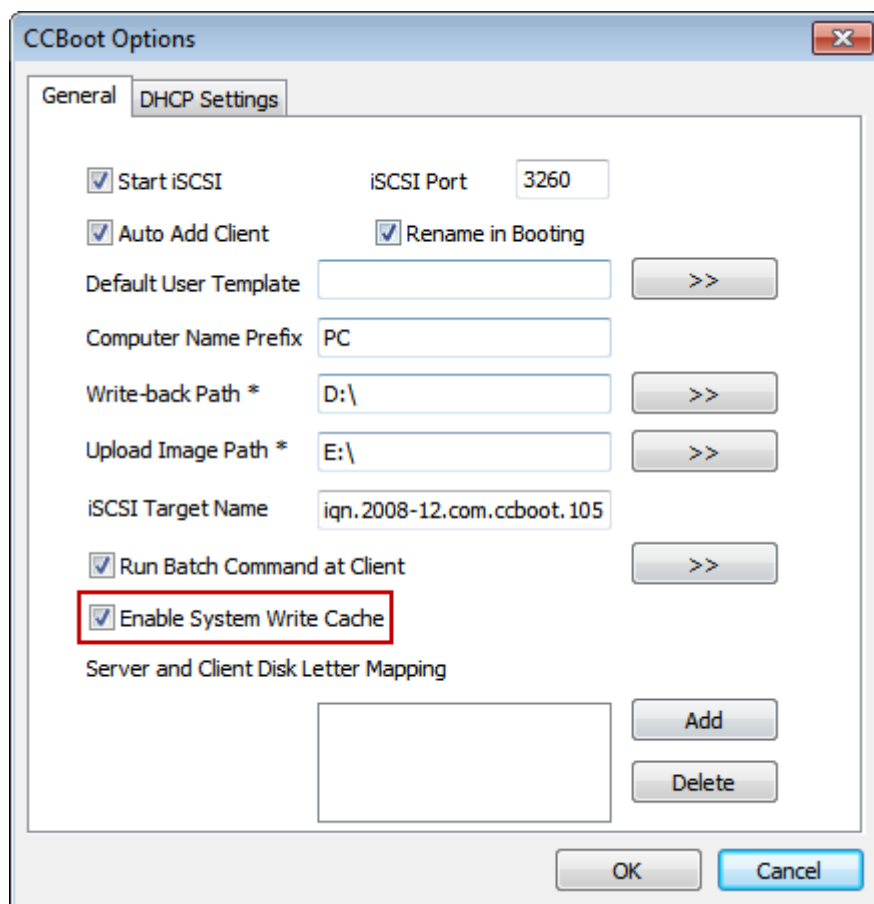 CCBoot Options
General DHCP Settings
Start iSCSI iSCSI Port 3260
Auto Add Client Rename in Booting
Default User Template >>
Computer Name Prefix PC
Write-back Path * D:\ >>
Upload Image Path * E:\ >>
iSCSI Target Name iqn.2008-12.com.ccboot.105
Run Batch Command at Client >>
Enable System Write Cache
Server and Client Disk Letter Mapping
Add
Delete
OK Cancel